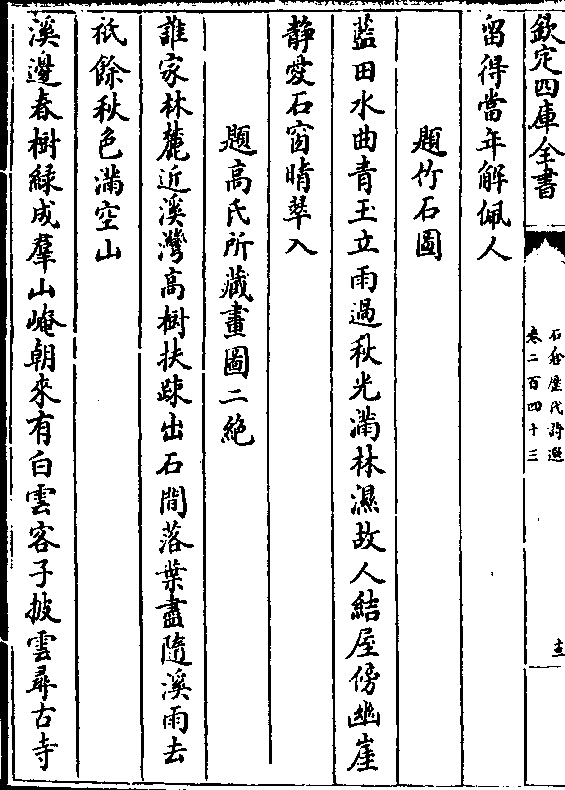 欽定四庫全書
石倉歷代詩選
卷二百四十三
十三
留得當年解佩人
題竹石圖
藍田水曲青玉立雨過秋光滿林濕故人結屋傍幽崖
靜愛石窗晴翠入
題高氏所藏畫圖二絶
誰家林麓近溪灣高樹扶踈出石間落葉盡隨溪雨去
祇餘秋色滿空山
溪邊春樹緑成羣山崦朝來有白雲客子披雲尋古寺